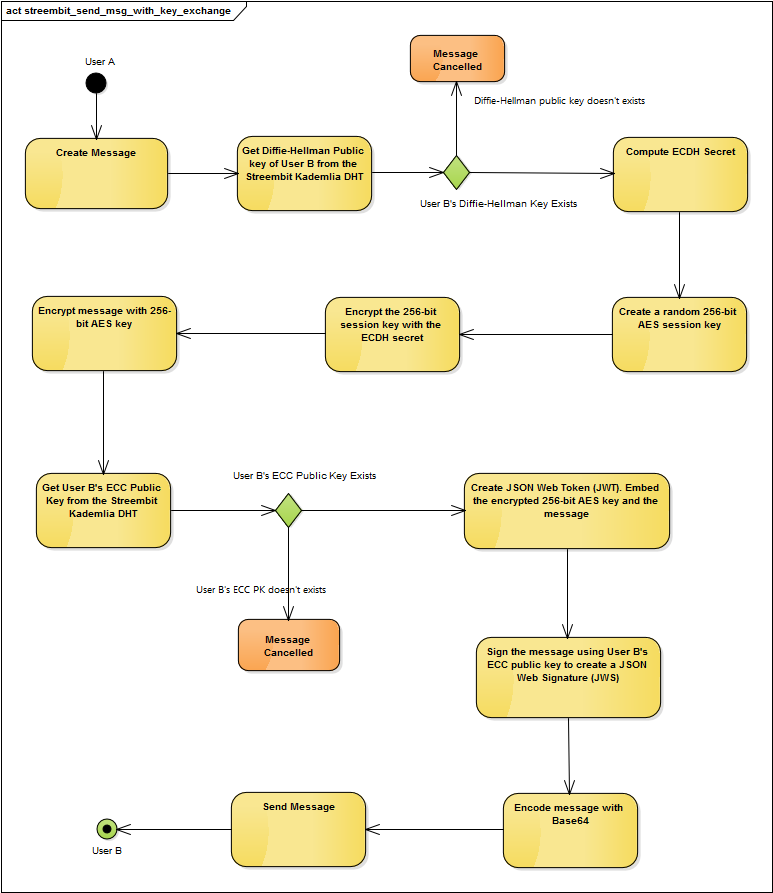 act streembit_send_msg_with_key_exchange
User A
Message
Cancelled
Diffie-Hellman public key doesn't exists
Create Message
Get Diffie-Hellman Public
key of User B from the
Streembit Kademlia DHT
Compute ECDH Secret
User B's Diffie-Hellman Key Exists
Encrypt message with 256-
bit AES key
Encrypt the 256-bit
session key with the
ECDH secret
Create a random 256-bit
AES session key
User B's ECC Public Key Exists
Get User B's ECC Public
Key from the Streembit
Kademlia DHT
Create JSON Web Token (JWT). Embed
the encrypted 256-bit AES key and the
message
User B's ECC PK doesn't exists
Message
Cancelled
Sign the message using User B's
ECC public key to create a JSON
Web Signature (JWS)
Send Message
Encode message with
Base64
User B